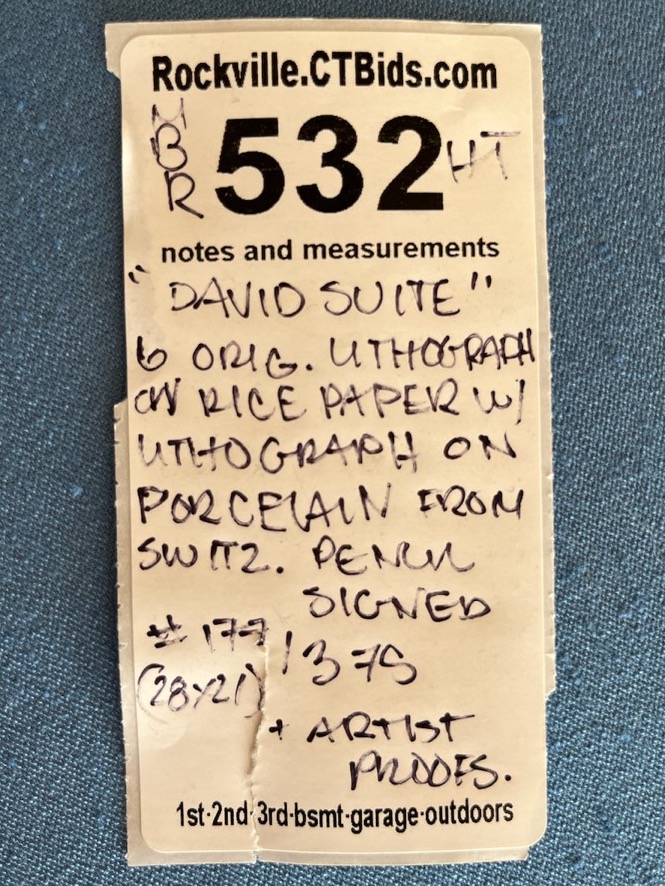 Rockville.CTBids.com
MBR 532 HT
notes and measurements
"DAVID SUITE"
6 ORIG. LITHOGRAPH
ON RICE PAPER W/
LITHOGRAPH ON
PORCELAIN FROM
SWITZ. PENCIL
SIGNED
# 177/375
(28x21)
+ ARTIST
PROOFS.
1st·2nd·3rd·bsmt·garage·outdoors